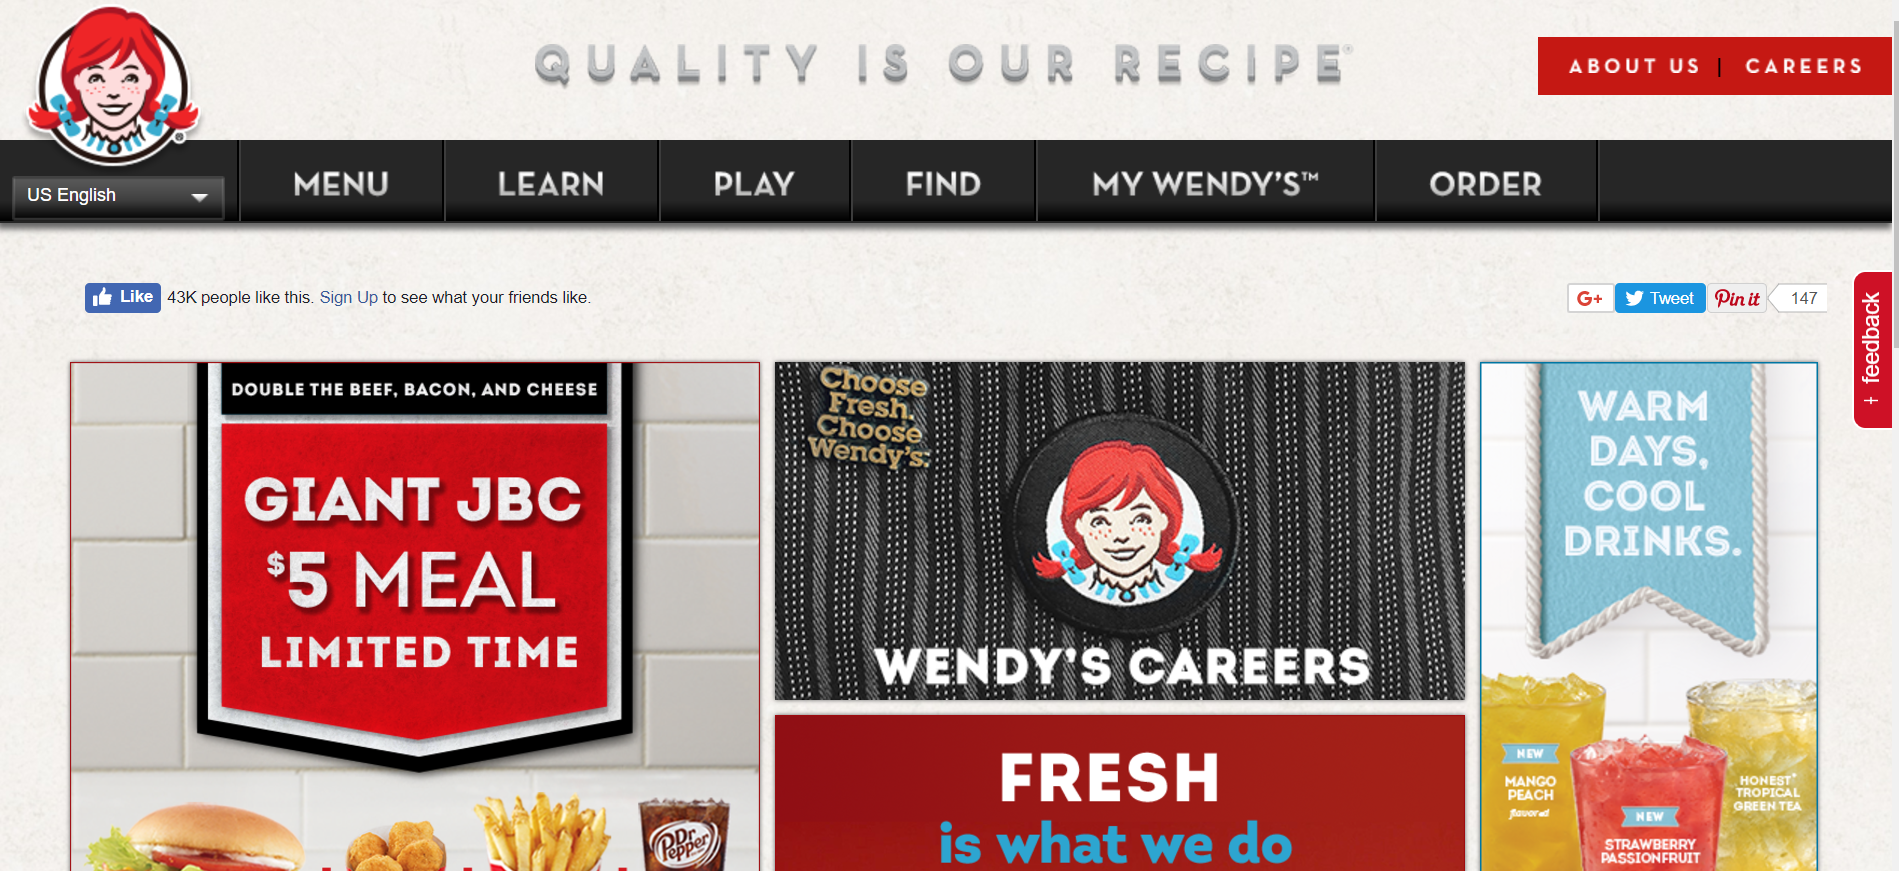 QUALITY IS OUR RECIPE®
ABOUT US | CAREERS
US English
MENU
LEARN
PLAY
FIND
MY WENDY'S™
ORDER
Like
43K people like this. Sign Up to see what your friends like.
G+
Tweet
Pin it
147
feedback
DOUBLE THE BEEF, BACON, AND CHEESE
GIANT JBC
$5 MEAL
LIMITED TIME
Dr Pepper
Choose
Fresh.
Choose
Wendy's.
WENDY'S CAREERS
FRESH
is what we do
WARM
DAYS,
COOL
DRINKS.
NEW
MANGO
PEACH
flavored
NEW
STRAWBERRY
PASSIONFRUIT
HONEST®
TROPICAL
GREEN TEA